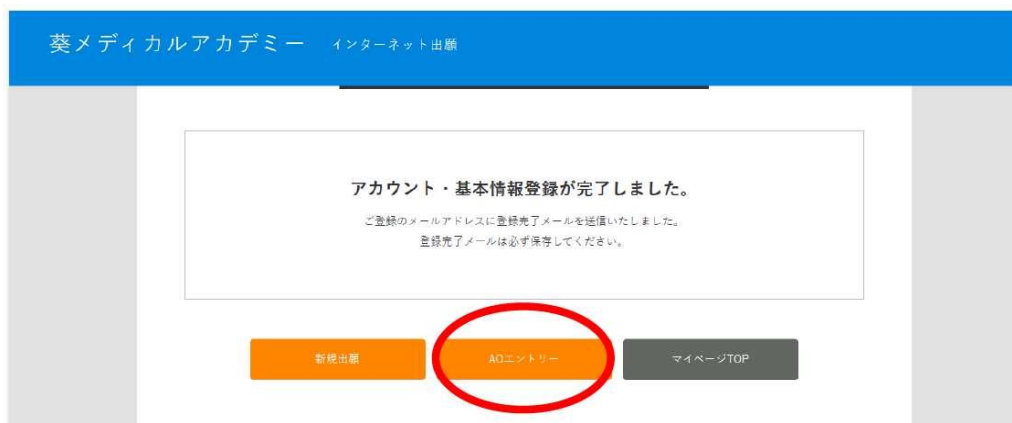 葵メディカルアカデミー インターネット出願
アカウント・基本情報登録が完了しました。
ご登録のメールアドレスに登録完了メールを送信いたしました。
登録完了メールは必ず保存してください。
新規出願 AOエントリー マイページTOP